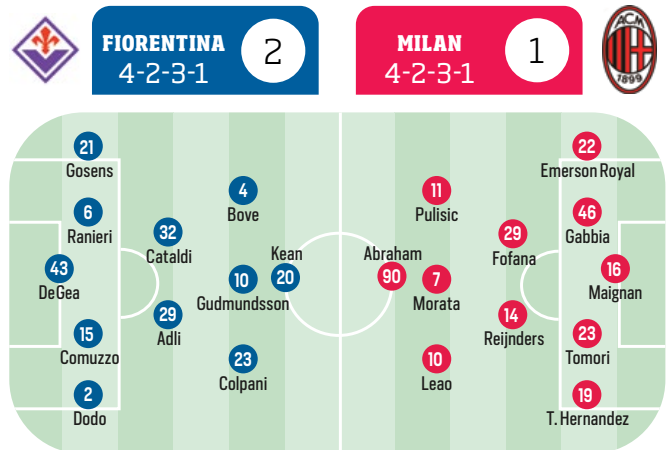 FIORENTINA
4-2-3-1
2
MILAN
4-2-3-1
1
ACM
1899
21
Gosens
6
Ranieri
43
DeGea
15
Comuzzo
2
Dodo
32
Cataldi
29
Adli
4
Bove
10
Gudmundsson
23
Colpani
Kean
20
Abraham
90
11
Pulisic
7
Morata
10
Leao
29
Fofana
14
Reijnders
22
Emerson Royal
46
Gabbia
16
Maignan
23
Tomori
19
T. Hernandez